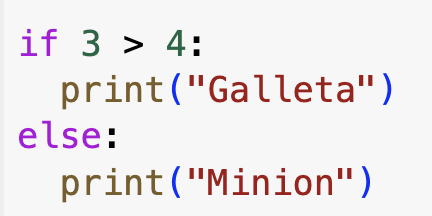 if 3 > 4:
  print("Galleta")
else:
  print("Minion")